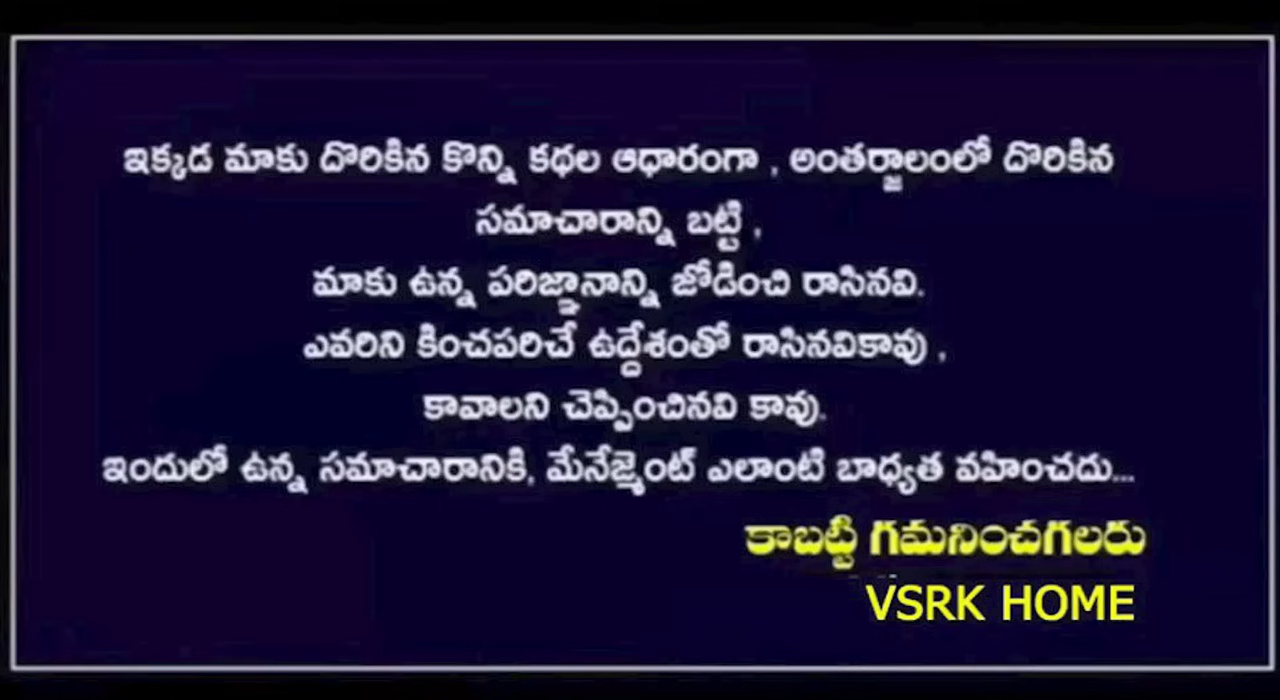 ఇక్కడ మాకు దొరికిన కొన్ని కథల ఆధారంగా , అంతర్జాలంలో దొరికిన
సమాచారాన్ని బట్టి ,
మాకు ఉన్న పరిజ్ఞానాన్ని జోడించి రాసినవి.
ఎవరిని కించపరిచే ఉద్దేశంతో రాసినవికావు ,
కావాలని చెప్పించినవి కావు.
ఇందులో ఉన్న సమాచారానికి, మేనేజ్మెంట్ ఎలాంటి బాధ్యత వహించదు...
కాబట్టి గమనించగలరు
VSRK HOME